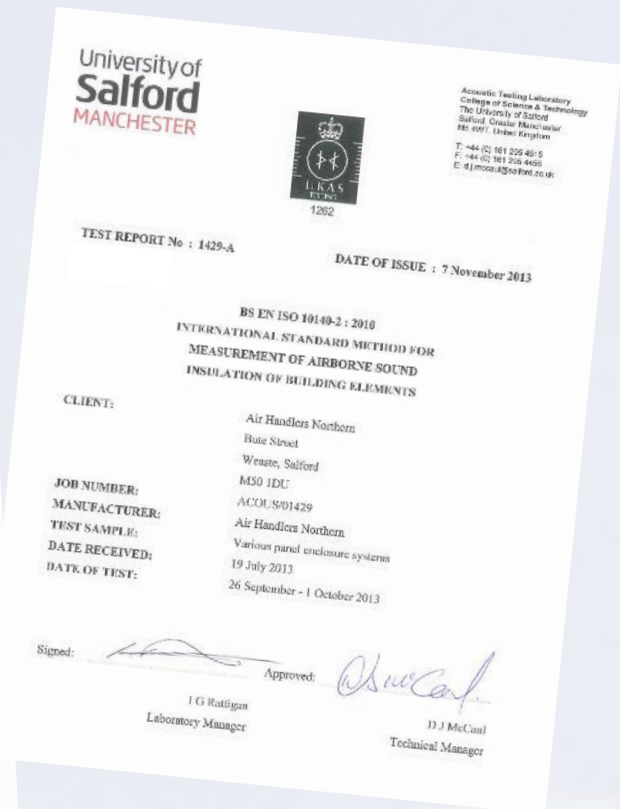 University of
Salford
MANCHESTER
Acoustic Testing Laboratory
College of Science & Technology
The University of Salford
Salford, Greater Manchester
M5 4WT, United Kingdom
T: +44 (0) 161 295 4615
F: +44 (0) 161 295 4456
E: d.j.mccaul@salford.ac.uk
UKAS
TESTING
1262
TEST REPORT No : 1429-A
DATE OF ISSUE : 7 November 2013
BS EN ISO 10140-2 : 2010
INTERNATIONAL STANDARD METHOD FOR
MEASUREMENT OF AIRBORNE SOUND
INSULATION OF BUILDING ELEMENTS
CLIENT:
Air Handlers Northern
Bute Street
Weaste, Salford
M50 1DU
JOB NUMBER: ACOUS/01429
MANUFACTURER: Air Handlers Northern
TEST SAMPLE: Various panel enclosure systems
DATE RECEIVED: 19 July 2013
DATE OF TEST: 26 September - 1 October 2013
Signed:
Approved: D J McCaul
I G Rattigan
Laboratory Manager
D J McCaul
Technical Manager